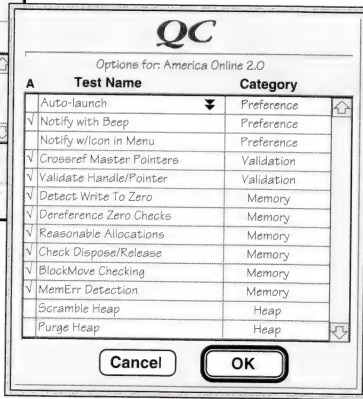 QC
Options for: America Online 2.0
A Test Name Category
Auto-launch Preference
√ Notify with Beep Preference
Notify w/Icon in Menu Preference
√ Crossref Master Pointers Validation
√ Validate Handle/Pointer Validation
√ Detect Write To Zero Memory
√ Dereference Zero Checks Memory
√ Reasonable Allocations Memory
√ Check Dispose/Release Memory
√ BlockMove Checking Memory
√ MemErr Detection Memory
Scramble Heap Heap
Purge Heap Heap
Cancel OK